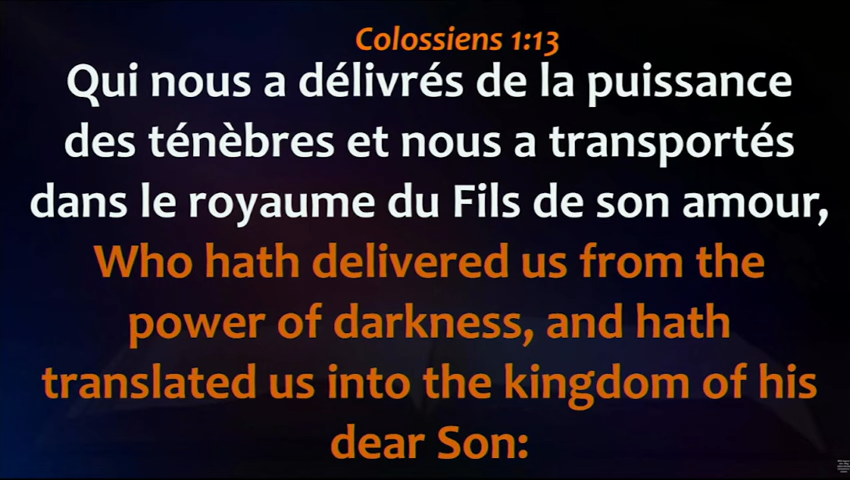 Colossiens 1:13
Qui nous a délivrés de la puissance
des ténèbres et nous a transportés
dans le royaume du Fils de son amour,
Who hath delivered us from the
power of darkness, and hath
translated us into the kingdom of his
dear Son: